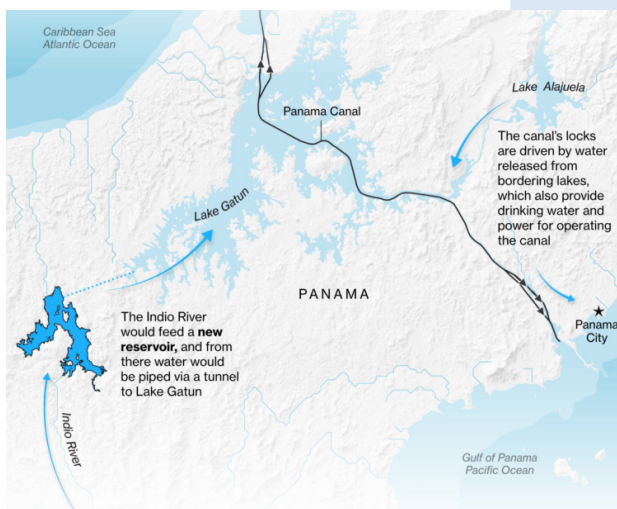 Caribbean Sea
Atlantic Ocean
Lake Alajuela
Panama Canal
The canal's locks
are driven by water
released from
bordering lakes,
which also provide
drinking water and
power for operating
the canal
Lake Gatun
PANAMA
Panama
City
The Indio River
would feed a new
reservoir, and from
there water would
be piped via a tunnel
to Lake Gatun
Indio River
Gulf of Panama
Pacific Ocean